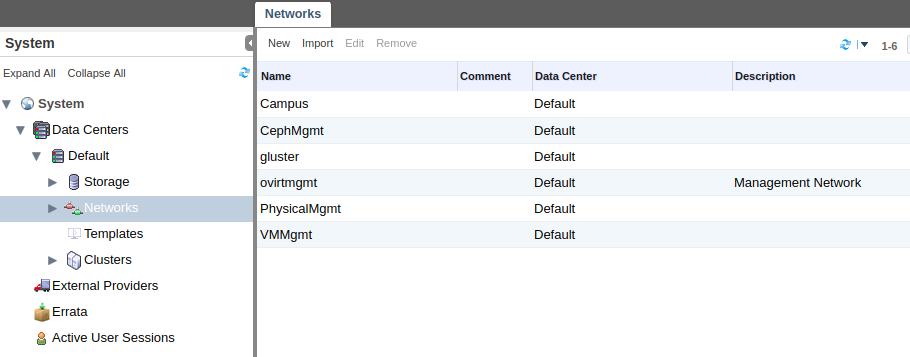 Networks
System
Expand All Collapse All
System
Data Centers
Default
Storage
Networks
Templates
Clusters
External Providers
Errata
Active User Sessions
New Import Edit Remove
1-6
Name Comment Data Center Description
Campus Default
CephMgmt Default
gluster Default
ovirtmgmt Default Management Network
PhysicalMgmt Default
VMMgmt Default